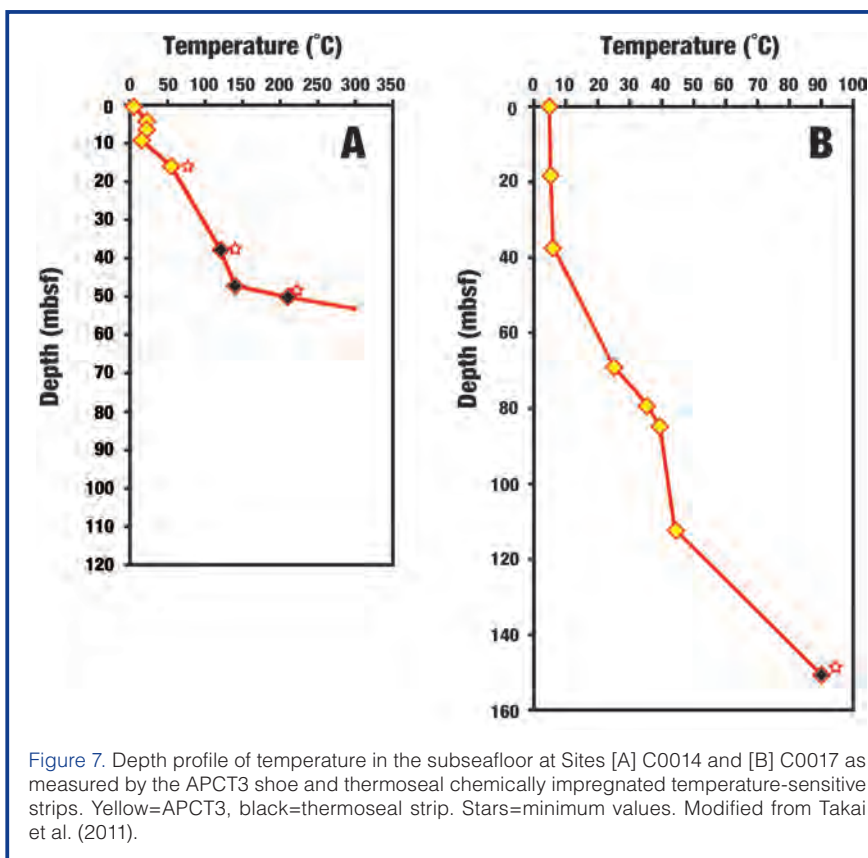 Temperature (˚C)
0 50 100 150 200 250 300 350
A
Depth (mbsf)
0
10
20
30
40
50
60
70
80
90
100
110
120
Temperature (˚C)
0 10 20 30 40 50 60 70 80 90 100
B
Depth (mbsf)
0
20
40
60
80
100
120
140
160
Figure 7. Depth profile of temperature in the subseafloor at Sites [A] C0014 and [B] C0017 as
measured by the APCT3 shoe and thermoseal chemically impregnated temperature-sensitive
strips. Yellow=APCT3, black=thermoseal strip. Stars=minimum values. Modified from Takai
et al. (2011).